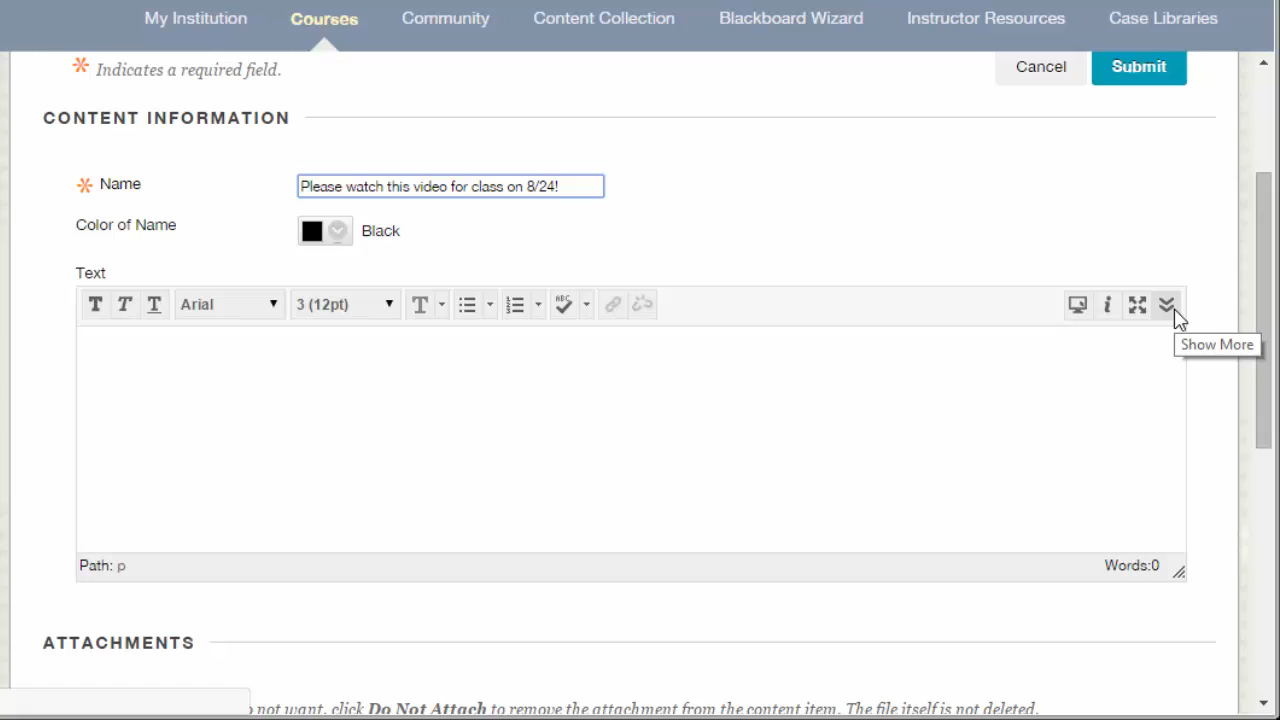 My Institution Courses Community Content Collection Blackboard Wizard Instructor Resources Case Libraries
* Indicates a required field.
Cancel Submit
CONTENT INFORMATION
* Name Please watch this video for class on 8/24!
Color of Name Black
Text
T T T Arial 3 (12pt) T ABC i
Show More
Path: p Words:0
ATTACHMENTS
not want, click Do Not Attach to remove the attachment from the content item. The file itself is not deleted.